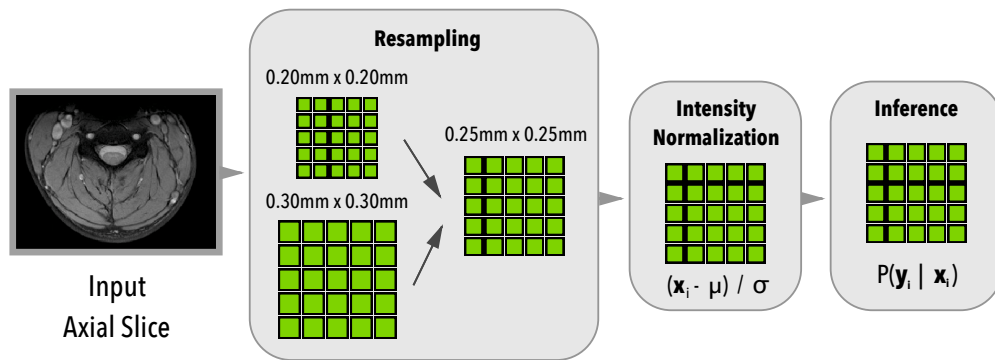 Input
Axial Slice
Resampling
0.20mm x 0.20mm
0.30mm x 0.30mm
0.25mm x 0.25mm
Intensity
Normalization
(xᵢ - μ) / σ
Inference
P(yᵢ | xᵢ)